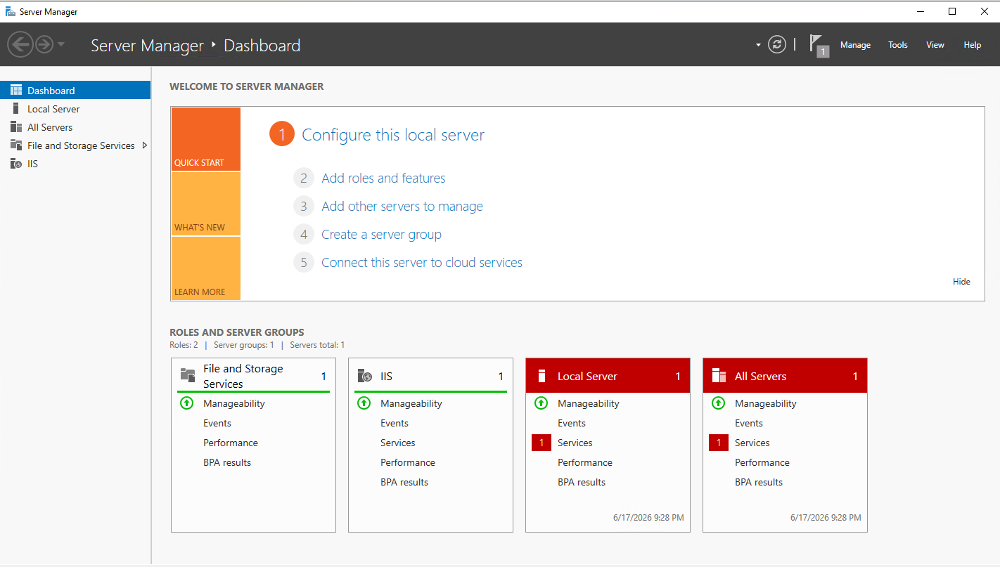 Server Manager
Server Manager ‣ Dashboard
1
Manage
Tools
View
Help
Dashboard
Local Server
All Servers
File and Storage Services
IIS
WELCOME TO SERVER MANAGER
QUICK START
WHAT'S NEW
LEARN MORE
1 Configure this local server
2 Add roles and features
3 Add other servers to manage
4 Create a server group
5 Connect this server to cloud services
Hide
ROLES AND SERVER GROUPS
Roles: 2 | Server groups: 1 | Servers total: 1
File and Storage
Services 1
Manageability
Events
Performance
BPA results
IIS 1
Manageability
Events
Services
Performance
BPA results
Local Server 1
Manageability
Events
1 Services
Performance
BPA results
6/17/2026 9:28 PM
All Servers 1
Manageability
Events
1 Services
Performance
BPA results
6/17/2026 9:28 PM